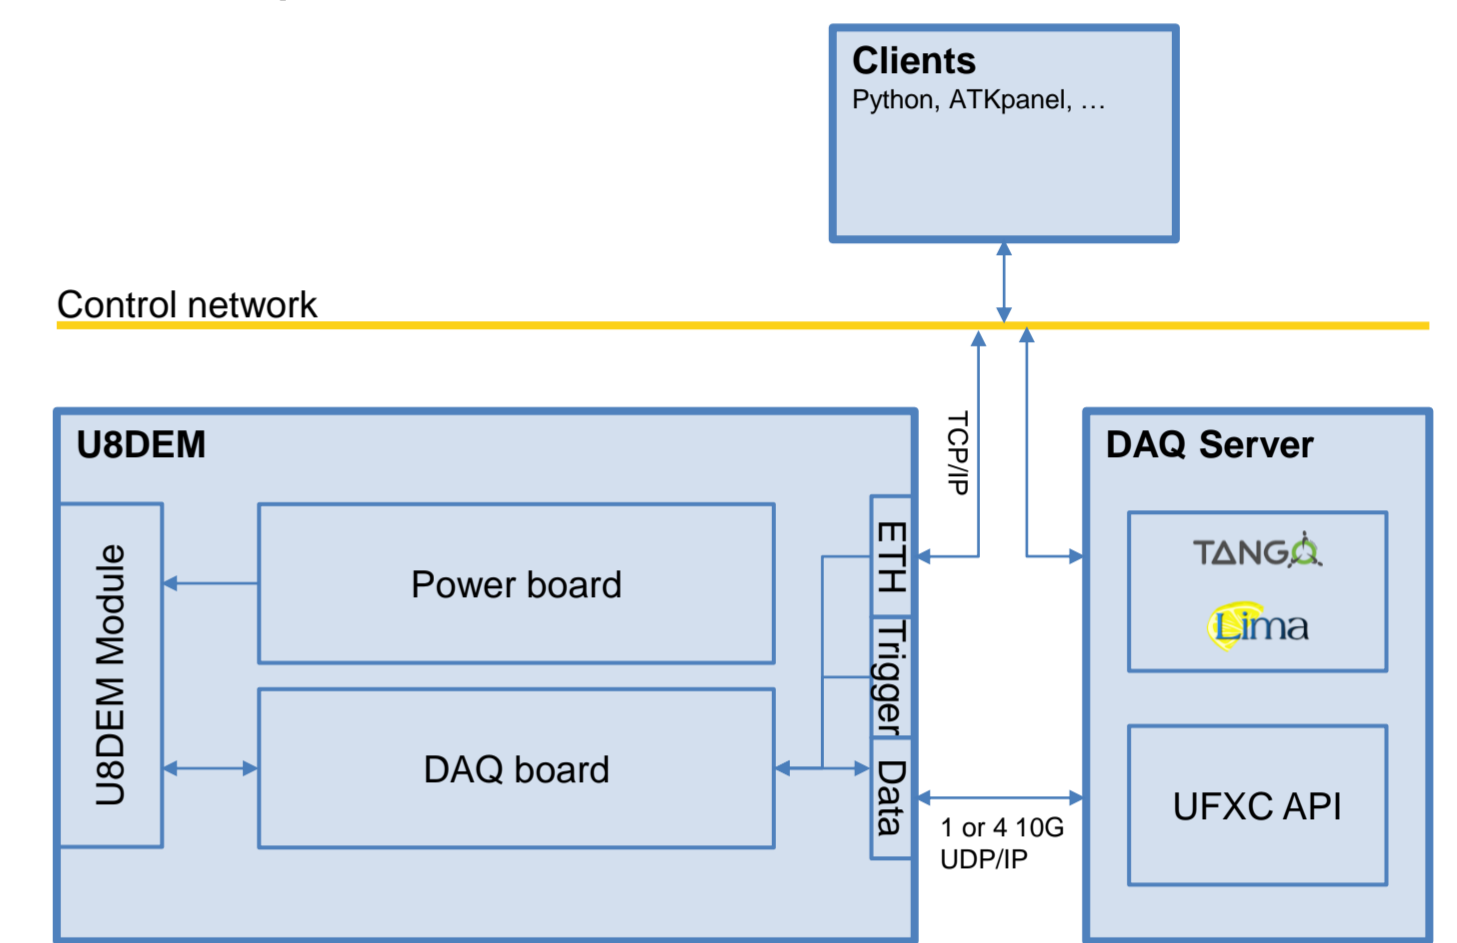 Clients
Python, ATKpanel, …
Control network
TCP/IP
U8DEM
DAQ Server
U8DEM Module
Power board
ETH
TANGO
Lima
Trigger
DAQ board
Data
UFXC API
1 or 4 10G
UDP/IP